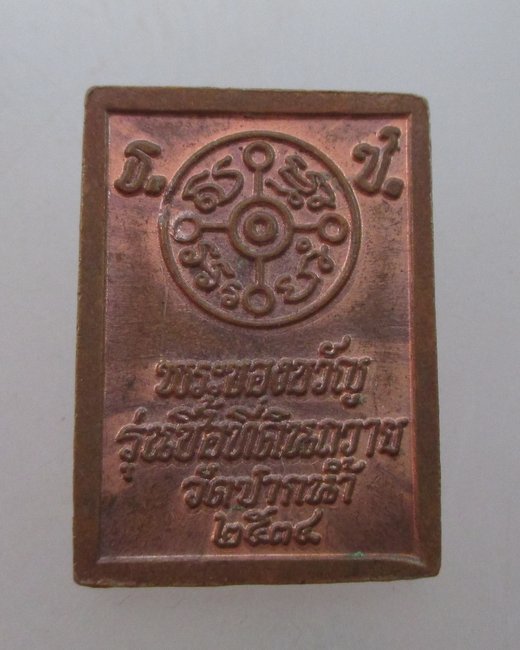 ธ. ป.
พระของขวัญ
รุ่นซื้อที่ดินถวาย
วัดปากน้ำ
๒๕๓๔